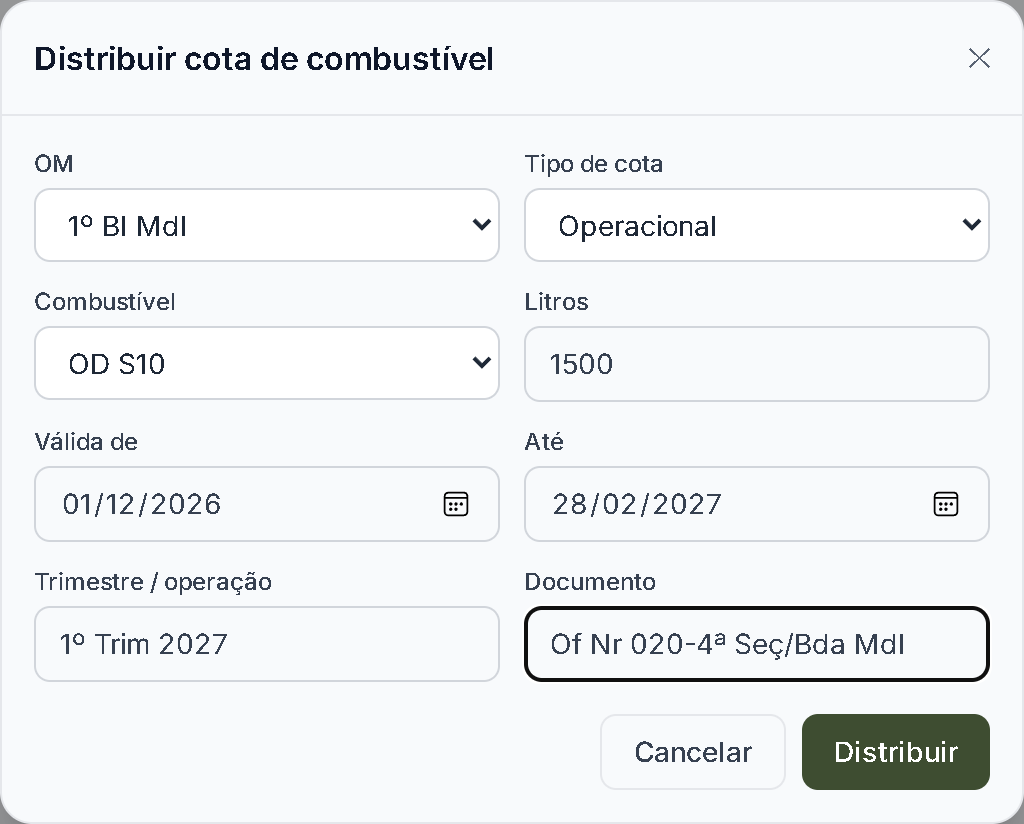 Distribuir cota de combustível
OM
Tipo de cota
1º BI Mdl
Operacional
Combustível
Litros
OD S10
1500
Válida de
Até
01/12/2026
28/02/2027
Trimestre / operação
Documento
1º Trim 2027
Of Nr 020-4ª Seç/Bda Mdl
Cancelar
Distribuir